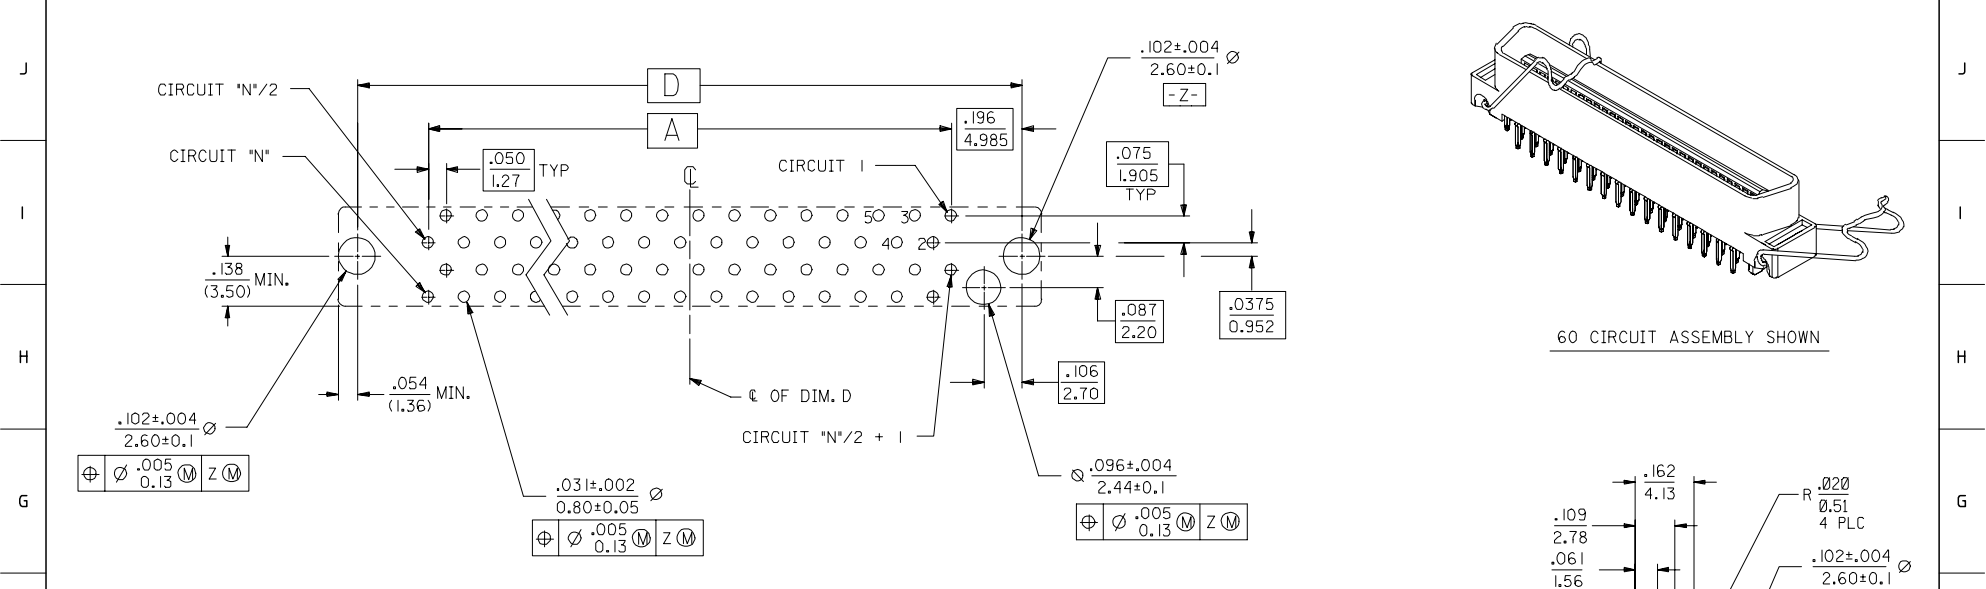 J
I
H
G
CIRCUIT "N"/2
CIRCUIT "N"
D
A
.050
1.27
TYP
.196
4.985
CIRCUIT 1
℄
5 3
4 2
.102±.004
2.60±0.1 ⌀
-Z-
.075
1.905
TYP
.0375
0.952
.087
2.20
.106
2.70
.138
(3.50)
MIN.
.054
(1.36)
MIN.
℄ OF DIM. D
CIRCUIT "N"/2 + 1
.102±.004
2.60±0.1 ⌀
⌖ ⌀ .005 Ⓜ Z Ⓜ
0.13
.031±.002
0.80±0.05 ⌀
⌖ ⌀ .005 Ⓜ Z Ⓜ
0.13
⌀ .096±.004
2.44±0.1
⌖ ⌀ .005 Ⓜ Z Ⓜ
0.13
60 CIRCUIT ASSEMBLY SHOWN
.162
4.13
.109
2.78
.061
1.56
R .020
0.51
4 PLC
.102±.004
2.60±0.1 ⌀
J
I
H
G